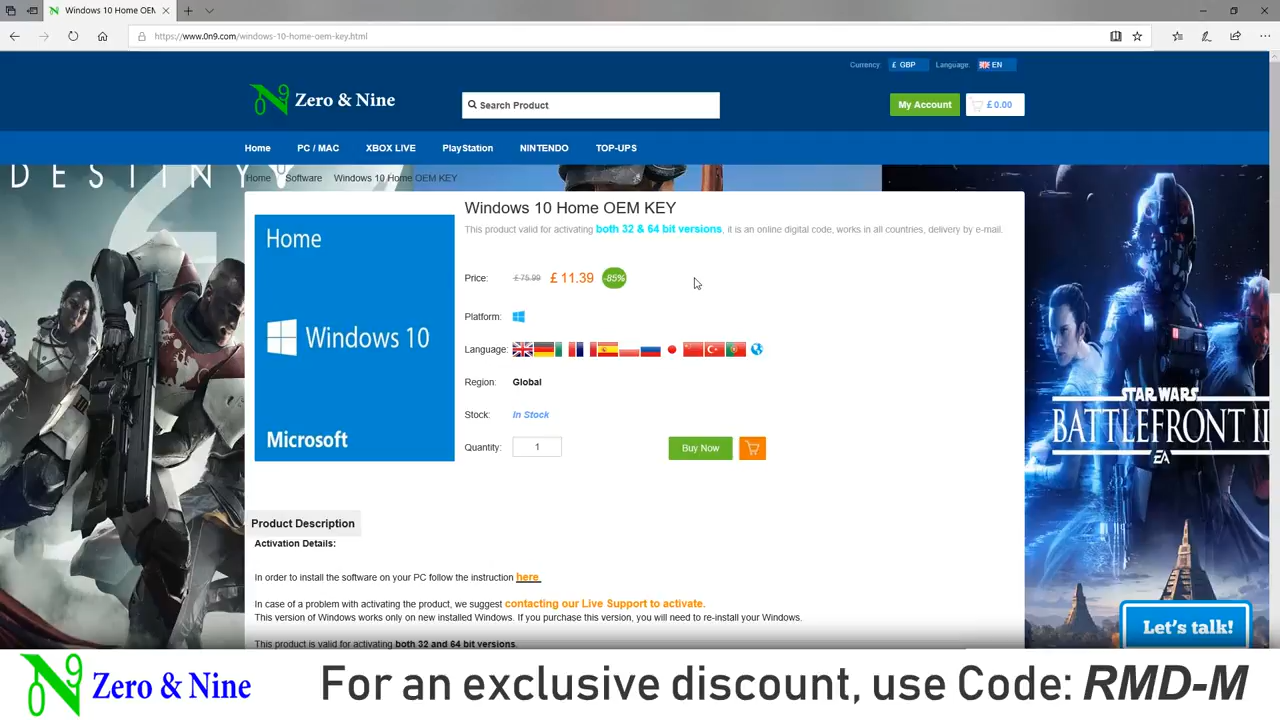 Windows 10 Home OEM
https://www.0n9.com/windows-10-home-oem-key.html
Currency: £ GBP Language: EN
Zero & Nine
Search Product
My Account
£ 0.00
Home PC / MAC XBOX LIVE PlayStation NINTENDO TOP-UPS
DESTINY
2
Home Software Windows 10 Home OEM KEY
Windows 10 Home OEM KEY
This product valid for activating both 32 & 64 bit versions, it is an online digital code, works in all countries, delivery by e-mail.
Home
Windows 10
Microsoft
Price: £ 75.99 £ 11.39 -85%
Platform:
Language:
Region: Global
Stock: In Stock
Quantity: 1 Buy Now
STAR WARS
BATTLEFRONT II
EA
Product Description
Activation Details:
In order to install the software on your PC follow the instruction here
In case of a problem with activating the product, we suggest contacting our Live Support to activate.
This version of Windows works only on new installed Windows. If you purchase this version, you will need to re-install your Windows.
This product is valid for activating both 32 and 64 bit versions.
Let's talk!
Zero & Nine
For an exclusive discount, use Code: RMD-M